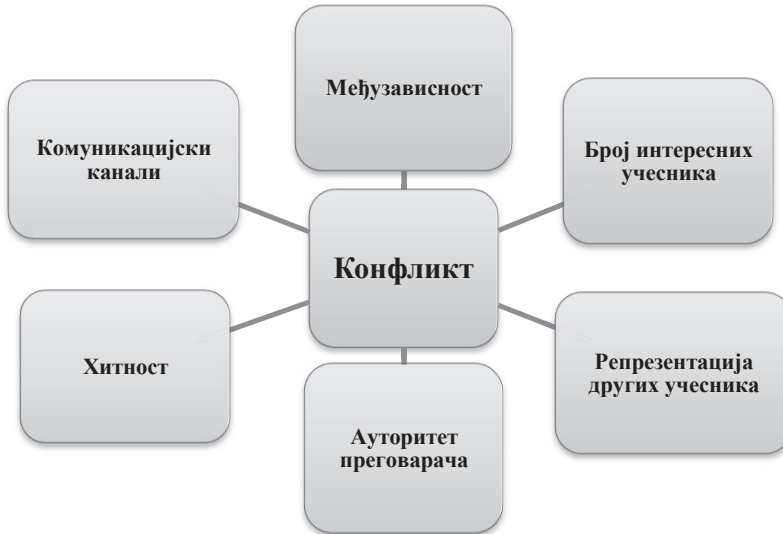 Међузависност
Комуникацијски
канали
Број интересних
учесника
Конфликт
Хитност
Репрезентација
других учесника
Ауторитет
преговарача